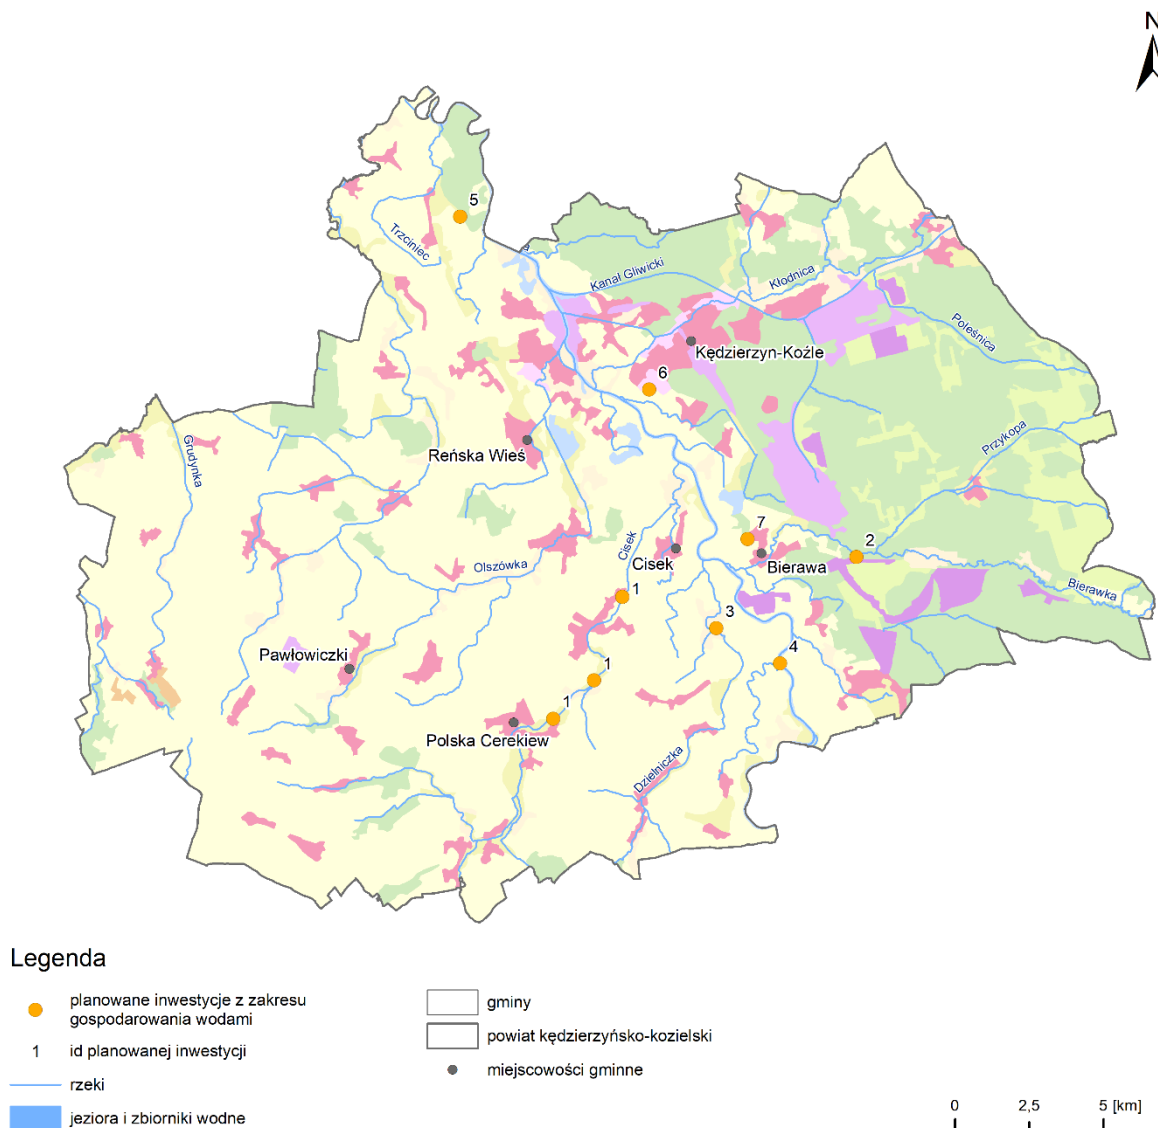 N
5
Trzciniec
Kanał Gliwicki
Kłodnica
Poleśnica
Kędzierzyn-Koźle
6
Grudynka
Reńska Wieś
Przykopa
7
2
Cisek
Cisek
Bierawa
Olszówka
Bierawka
1
3
Pawłowiczki
4
1
1
Polska Cerekiew
Dzielniczka
Legenda
planowane inwestycje z zakresu
gospodarowania wodami
1 id planowanej inwestycji
rzeki
jeziora i zbiorniki wodne
gminy
powiat kędzierzyńsko-kozielski
miejscowości gminne
0 2,5 5 [km]